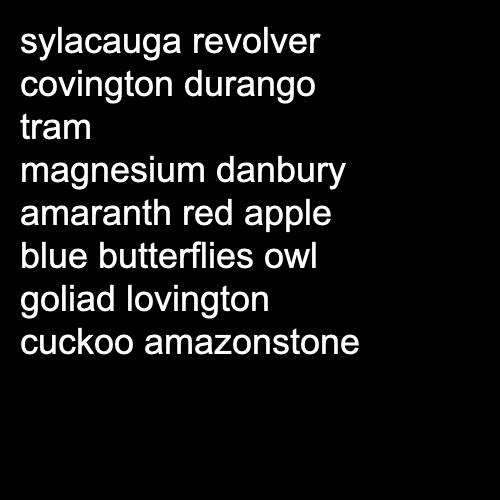 sylacauga revolver
covington durango
tram
magnesium danbury
amaranth red apple
blue butterflies owl
goliad lovington
cuckoo amazonstone